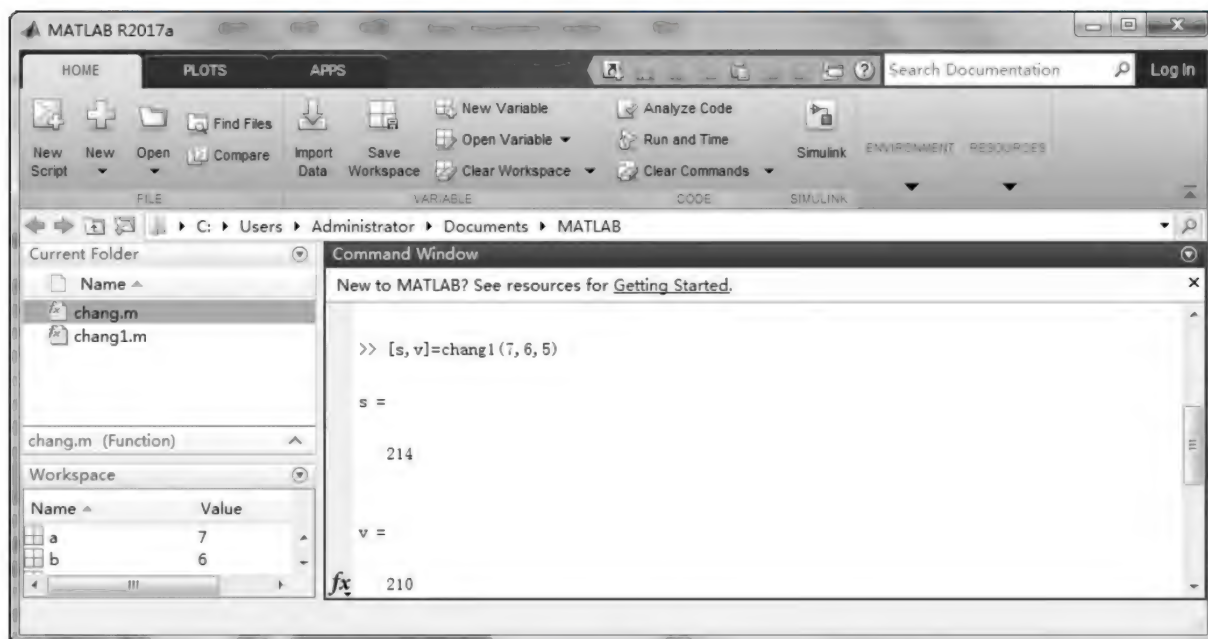 MATLAB R2017a
HOME PLOTS APPS
Search Documentation
Log In
New Script
New
Open
Find Files
Compare
FILE
Import Data
Save Workspace
New Variable
Open Variable
Clear Workspace
VARIABLE
Analyze Code
Run and Time
Clear Commands
CODE
Simulink
SIMULINK
ENVIRONMENT
RESOURCES
C: Users Administrator Documents MATLAB
Current Folder
Name
chang.m
chang1.m
chang.m (Function)
Workspace
Name Value
a 7
b 6
Command Window
New to MATLAB? See resources for Getting Started.
>> [s,v]=chang1(7,6,5)
s =
214
v =
210
fx